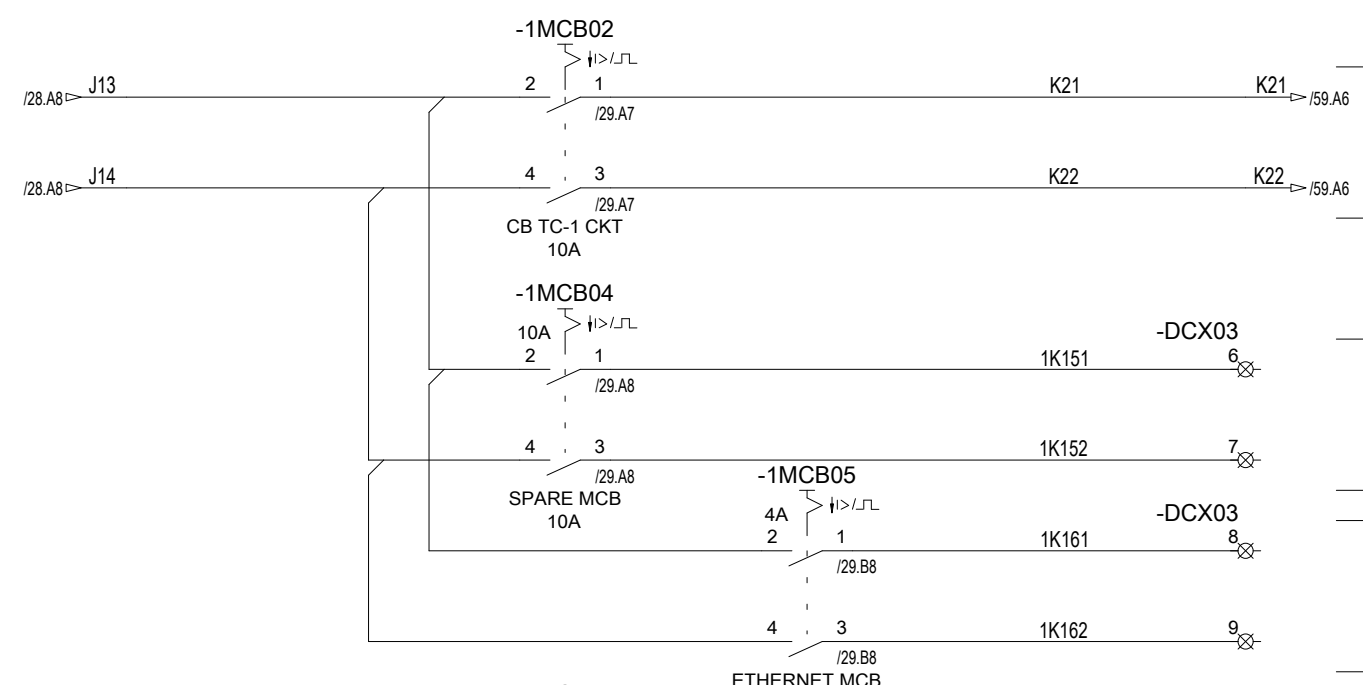 -1MCB02
I>/
/28.A8 J13 2 1 K21 K21 /59.A6
/29.A7
/28.A8 J14 4 3 K22 K22 /59.A6
/29.A7
CB TC-1 CKT
10A
-1MCB04
10A I>/ -DCX03
2 1 1K151 6
/29.A8
4 3 1K152 7
/29.A8
SPARE MCB
10A
-1MCB05
4A I>/ -DCX03
2 1 1K161 8
/29.B8
4 3 1K162 9
/29.B8
ETHERNET MCB